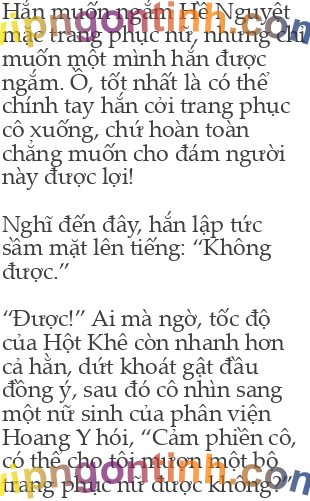 Hắn muốn ngắm Hề Nguyệt
mặc trang phục nữ, nhưng chỉ
muốn một mình hắn được
ngắm. Ồ, tốt nhất là có thể
chính tay hắn cởi trang phục
cô xuống, chứ hoàn toàn
chẳng muốn cho đám người
này được lợi!

Nghĩ đến đây, hắn lập tức
sầm mặt lên tiếng: “Không
được.”

“Được!” Ai mà ngờ, tốc độ
của Hột Khê còn nhanh hơn
cả hắn, dứt khoát gật đầu
đồng ý, sau đó cô nhìn sang
một nữ sinh của phân viện
Hoang Y hói, “Cảm phiền cô,
có thể cho tôi mượn một bộ
trang phục nữ được không?”
vipngontinh.com
vipngontinh.com